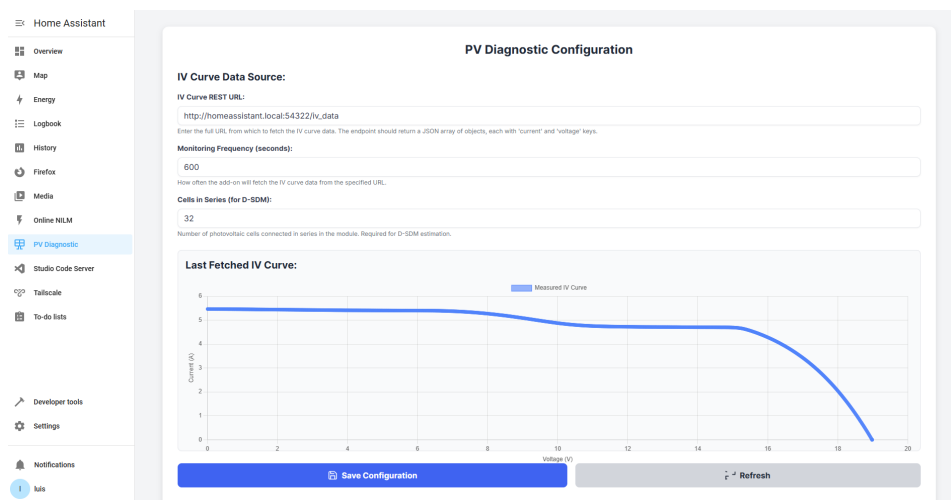 Home Assistant
Overview
Map
Energy
Logbook
History
Firefox
Media
Online NILM
PV Diagnostic
Studio Code Server
Tailscale
To-do lists
Developer tools
Settings
Notifications
l luis
PV Diagnostic Configuration
IV Curve Data Source:
IV Curve REST URL:
http://homeassistant.local:54322/iv_data
Enter the full URL from which to fetch the IV curve data. The endpoint should return a JSON array of objects, each with 'current' and 'voltage' keys.
Monitoring Frequency (seconds):
600
How often the add-on will fetch the IV curve data from the specified URL.
Cells in Series (for D-SDM):
32
Number of photovoltaic cells connected in series in the module. Required for D-SDM estimation.
Last Fetched IV Curve:
Measured IV Curve
6
5
4
3
2
1
0
Current (A)
0 2 4 6 8 10 12 14 16 18 20
Voltage (V)
Save Configuration
Refresh